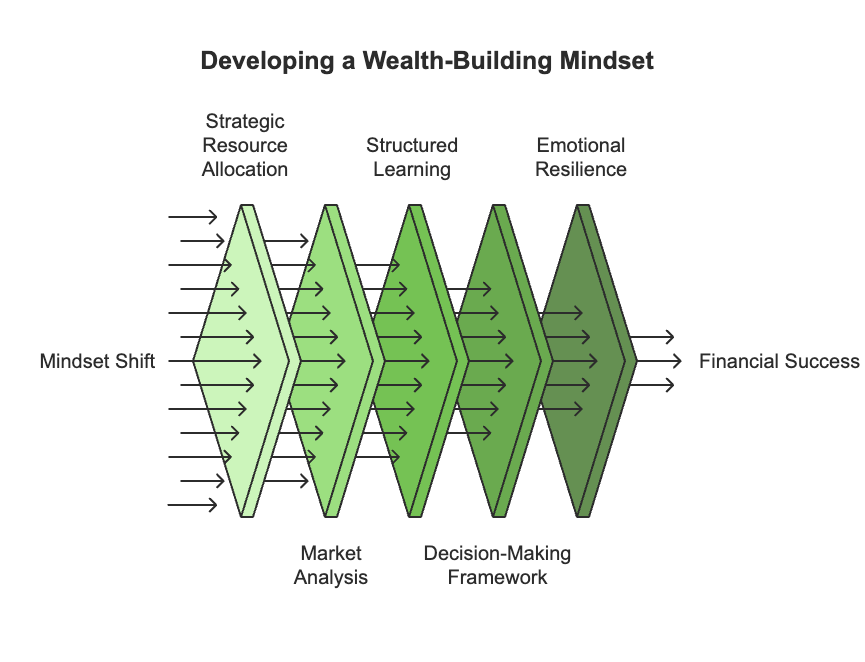 Developing a Wealth-Building Mindset
Strategic
Resource
Allocation
Structured
Learning
Emotional
Resilience
Mindset Shift
Financial Success
Market
Analysis
Decision-Making
Framework